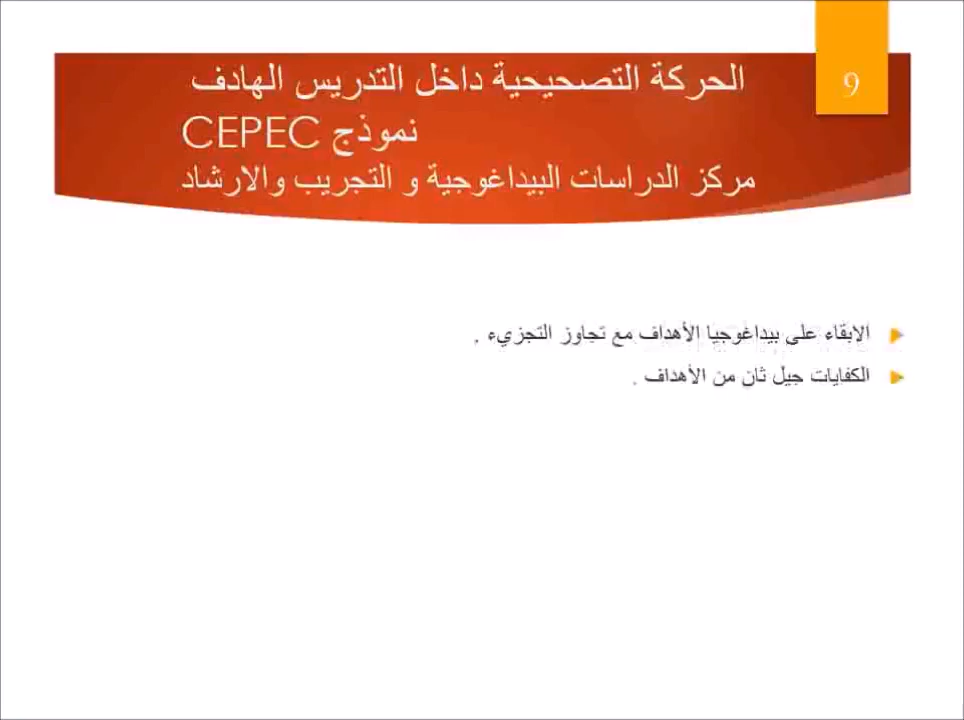 9
الحركة التصحيحية داخل التدريس الهادف
نموذج CEPEC
مركز الدراسات البيداغوجية و التجريب والارشاد
الابقاء على بيداغوجيا الأهداف مع تجاوز التجزيء .
الكفايات جيل ثان من الأهداف .